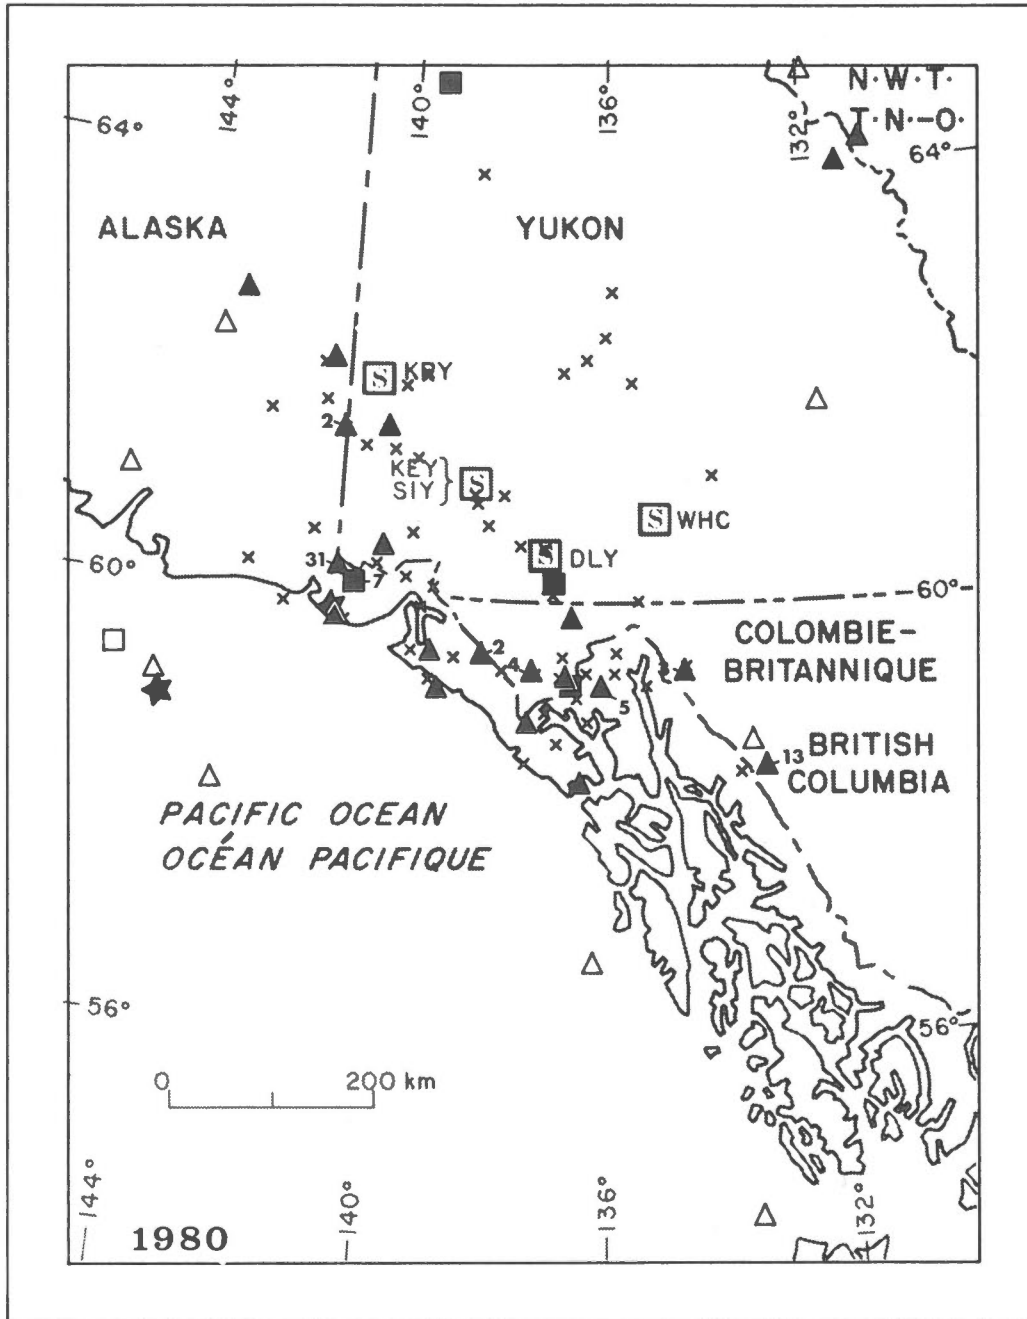 144°
140°
136°
132°
N.W.T.
T.N.-O.
64°
64°
ALASKA
YUKON
S
KRY
2
KEY
SIY
S
S
WHC
S
DLY
31
7
60°
60°
COLOMBIE-
BRITANNIQUE
2
4
5
13
BRITISH
COLUMBIA
PACIFIC OCEAN
OCÉAN PACIFIQUE
56°
56°
0
200 km
144°
140°
136°
132°
1980